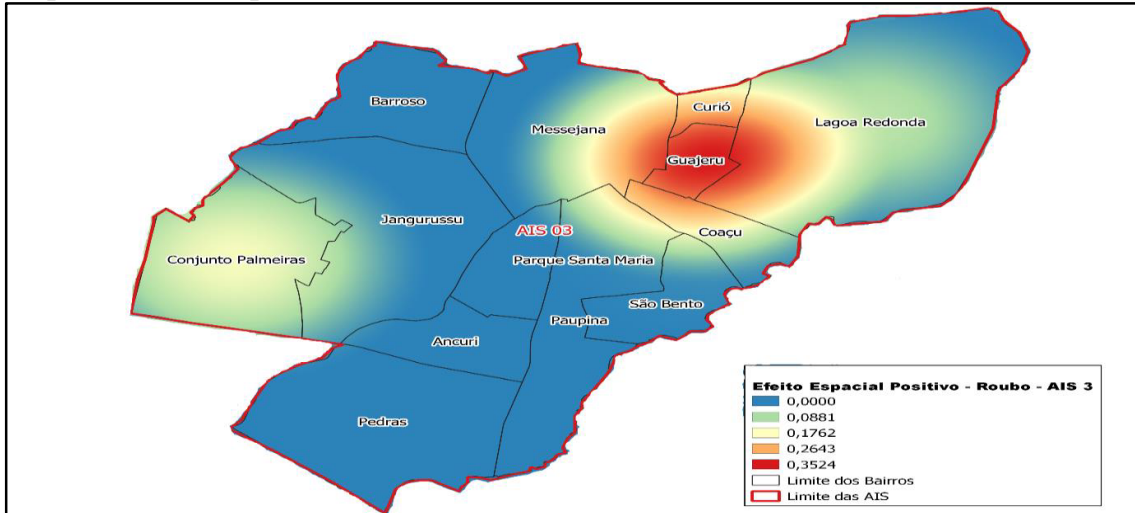 Barroso
Curió
Messejana
Lagoa Redonda
Guajeru
Jangurussu
AIS 03
Coaçu
Conjunto Palmeiras
Parque Santa Maria
São Bento
Paupina
Ancuri
Pedras
Efeito Espacial Positivo - Roubo - AIS 3
0,0000
0,0881
0,1762
0,2643
0,3524
Limite dos Bairros
Limite das AIS